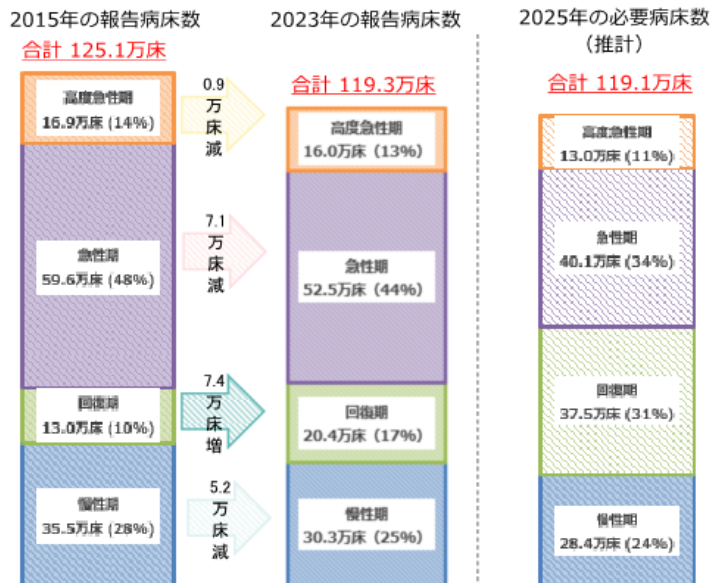 2015年の報告病床数
合計 125.1万床
高度急性期
16.9万床 (14%)
急性期
59.6万床 (48%)
回復期
13.0万床 (10%)
慢性期
35.5万床 (28%)
0.9
万
床
減
7.1
万
床
減
7.4
万
床
増
5.2
万
床
減
2023年の報告病床数
合計 119.3万床
高度急性期
16.0万床（13%）
急性期
52.5万床（44%）
回復期
20.4万床（17%）
慢性期
30.3万床（25%）
2025年の必要病床数
（推計）
合計 119.1万床
高度急性期
13.0万床 (11%)
急性期
40.1万床 (34%)
回復期
37.5万床 (31%)
慢性期
28.4万床 (24%)